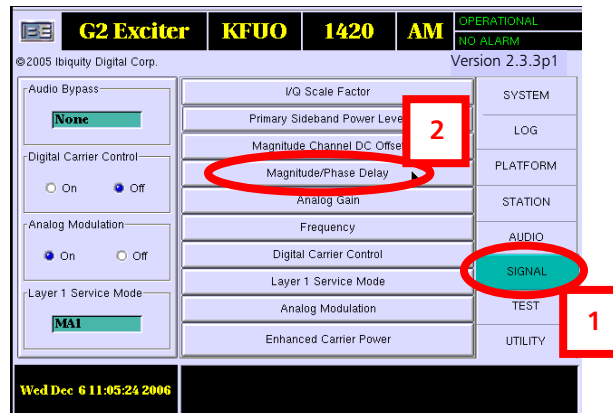 IBE
G2 Exciter
KFUO
1420
AM
OPERATIONAL
NO ALARM
©2005 Ibiquity Digital Corp.
Version 2.3.3p1
Audio Bypass
None
Digital Carrier Control
On
Off
Analog Modulation
On
Off
Layer 1 Service Mode
MA1
I/Q Scale Factor
Primary Sideband Power Leve
Magnitude Channel DC Offse
Magnitude/Phase Delay
Analog Gain
Frequency
Digital Carrier Control
Layer 1 Service Mode
Analog Modulation
Enhanced Carrier Power
2
SYSTEM
LOG
PLATFORM
STATION
AUDIO
SIGNAL
TEST
UTILITY
1
Wed Dec 6 11:05:24 2006